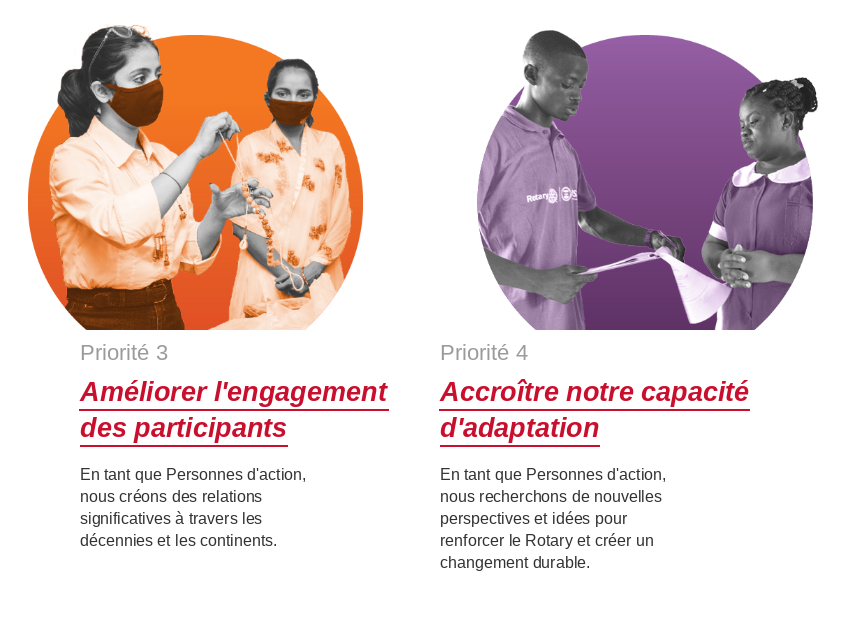 Rotary
Priorité 3
Améliorer l'engagement
des participants
En tant que Personnes d'action,
nous créons des relations
significatives à travers les
décennies et les continents.
Priorité 4
Accroître notre capacité
d'adaptation
En tant que Personnes d'action,
nous recherchons de nouvelles
perspectives et idées pour
renforcer le Rotary et créer un
changement durable.